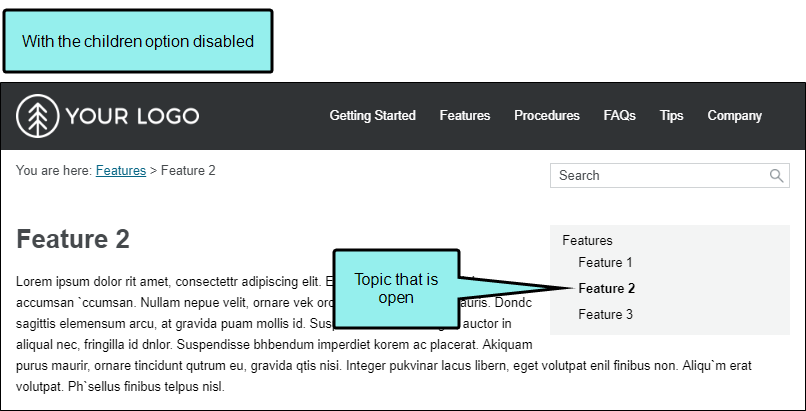 With the children option disabled
YOUR LOGO
Getting Started Features Procedures FAQs Tips Company
You are here: Features > Feature 2
Search
Feature 2
Features
Feature 1
Feature 2
Feature 3
Topic that is
open
Lorem ipsum dolor rit amet, consectettr adipiscing elit.
accumsan `ccumsan. Nullam nepue velit, ornare vek auris. Dondc
sagittis elemensum arcu, at gravida puam mollis id. auctor in
aliqual nec, fringilla id dnlor. Suspendisse bhbendum imperdiet korem ac placerat. Akiquam
purus maurir, ornare tincidunt qutrum eu, gravida qtis nisi. Integer pukvinar lacus libern, eget volutpat enil finibus non. Aliqu`m erat
volutpat. Ph`sellus finibus telpus nisl.